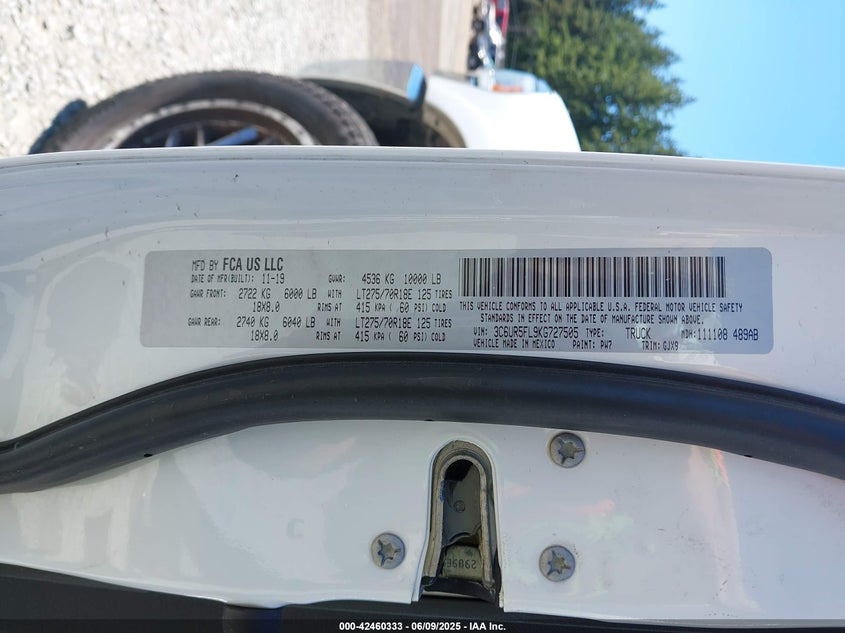 MFD BY FCA US LLC
DATE OF MFR(BUILT): 11-19 GVWR: 4536 KG 10000 LB
GAWR FRONT: 2722 KG 6000 LB WITH LT275/70R18E 125 TIRES
18X8.0 RIMS AT 415 KPA ( 60 PSI) COLD
GAWR REAR: 2740 KG 6040 LB WITH LT275/70R18E 125 TIRES
18X8.0 RIMS AT 415 KPA ( 60 PSI) COLD
THIS VEHICLE CONFORMS TO ALL APPLICABLE U.S.A. FEDERAL MOTOR VEHICLE SAFETY
STANDARDS IN EFFECT ON THE DATE OF MANUFACTURE SHOWN ABOVE.
VIN: 3C6UR5FL9KG727505 TYPE: TRUCK MDH:111108 489AB
VEHICLE MADE IN MEXICO PAINT: PW7 TRIM: GJX9
29896
000-42460333 - 06/09/2025 - IAA Inc.